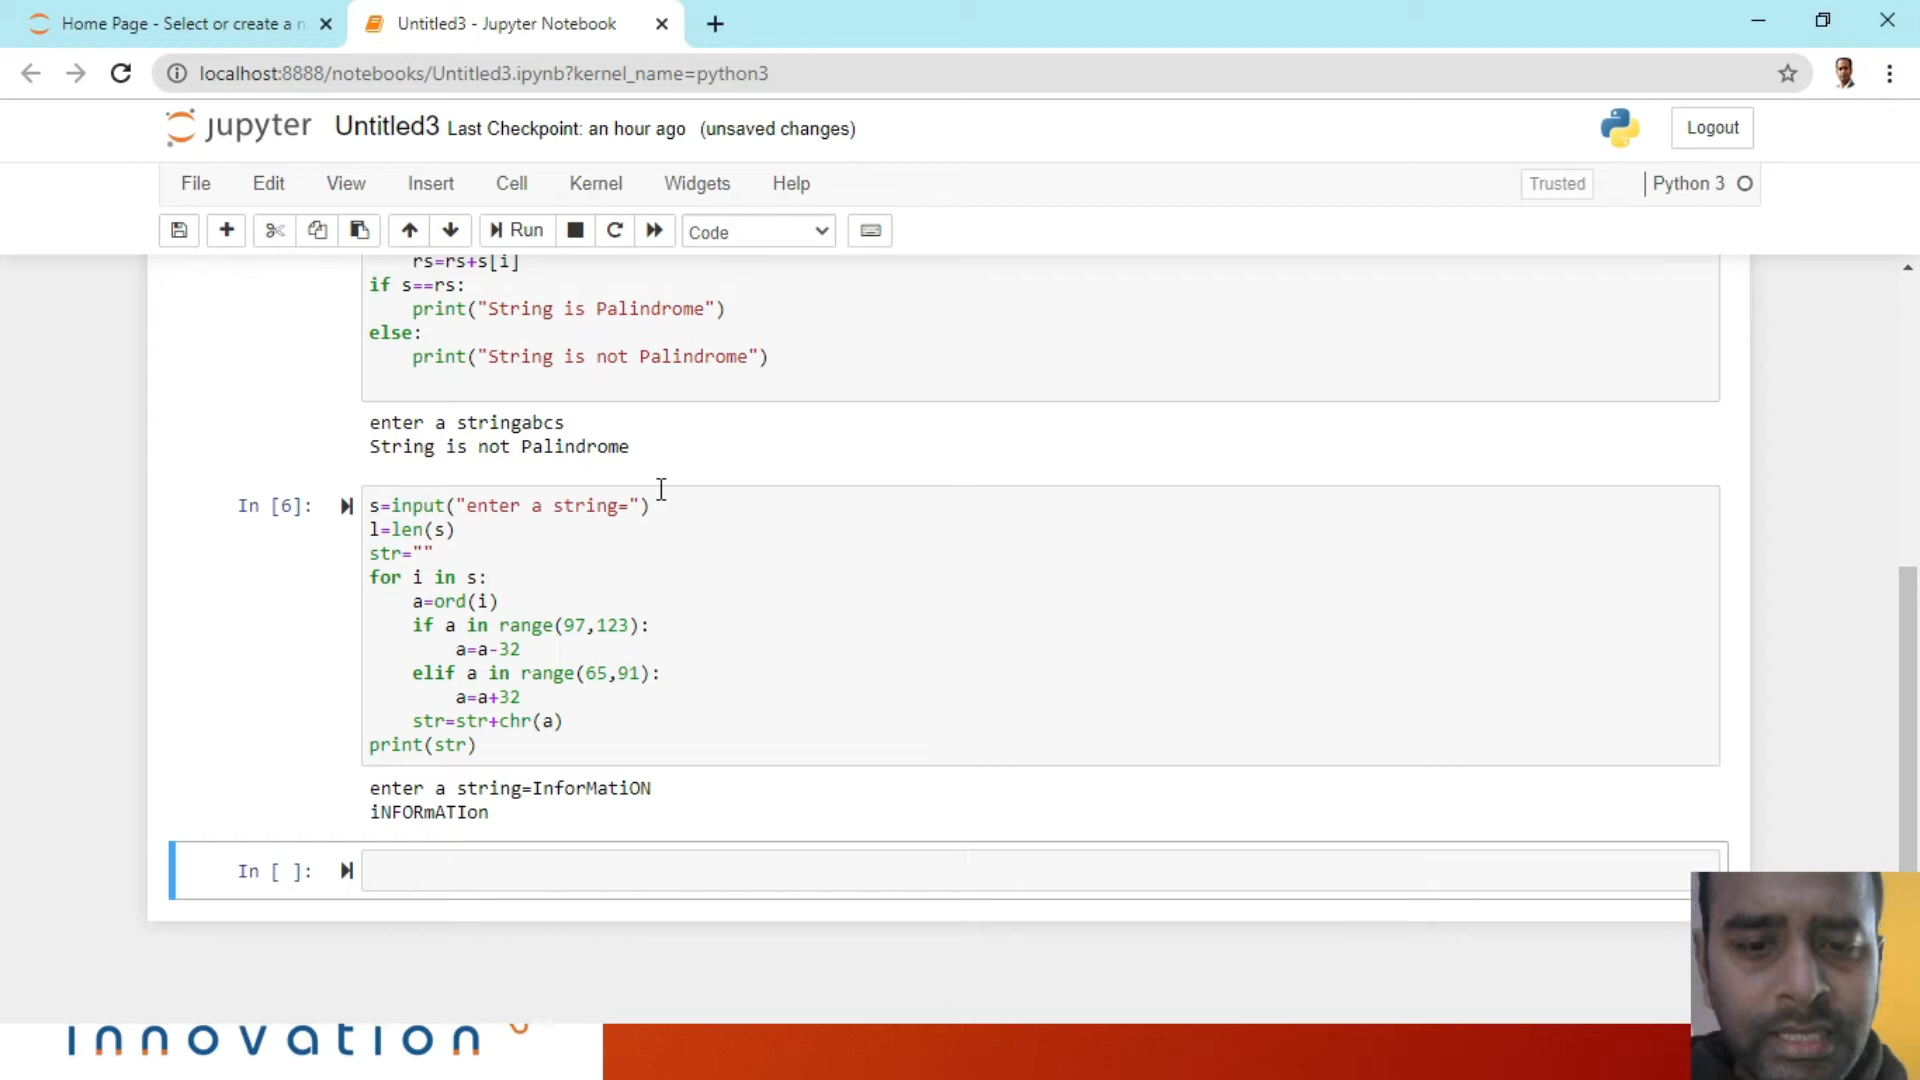 Home Page - Select or create a n
Untitled3 - Jupyter Notebook
localhost:8888/notebooks/Untitled3.ipynb?kernel_name=python3
jupyter Untitled3 Last Checkpoint: an hour ago (unsaved changes)
Logout
File Edit View Insert Cell Kernel Widgets Help
Trusted
Python 3
Run
Code
rs=rs+s[i]
if s==rs:
print("String is Palindrome")
else:
print("String is not Palindrome")
enter a stringabcs
String is not Palindrome
In [6]:
s=input("enter a string=")
l=len(s)
str=""
for i in s:
a=ord(i)
if a in range(97,123):
a=a-32
elif a in range(65,91):
a=a+32
str=str+chr(a)
print(str)
enter a string=InforMatiON
iNFORmATIon
In [ ]:
innovation